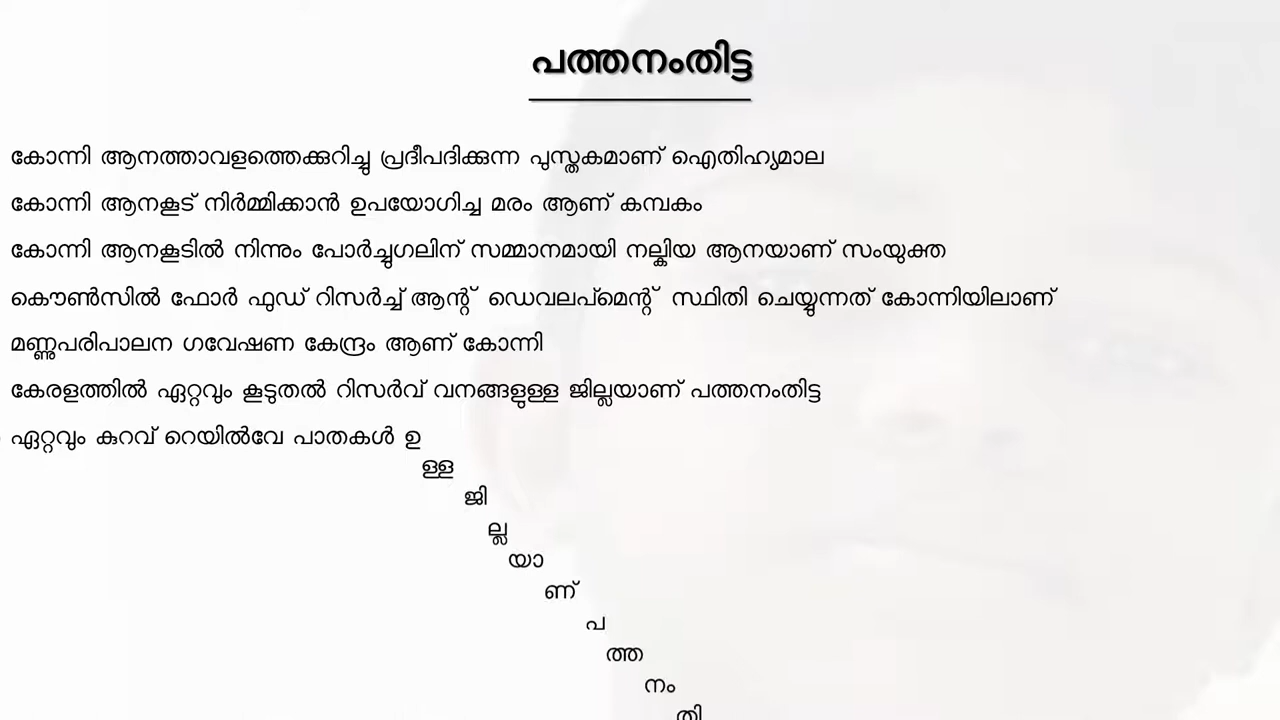 പത്തനംതിട്ട
കോന്നി ആനത്താവളത്തെക്കുറിച്ചു പ്രദീപദിക്കുന്ന പുസ്തകമാണ് ഐതിഹ്യമാല
കോന്നി ആനകൂട് നിർമ്മിക്കാൻ ഉപയോഗിച്ച മരം ആണ് കമ്പകം
കോന്നി ആനകൂടിൽ നിന്നും പോർച്ചുഗലിന് സമ്മാനമായി നല്കിയ ആനയാണ് സംയുക്ത
കൌൺസിൽ ഫോർ ഫുഡ് റിസർച്ച് ആന്റ് ഡെവലപ്മെന്റ് സ്ഥിതി ചെയ്യുന്നത് കോന്നിയിലാണ്
മണ്ണുപരിപാലന ഗവേഷണ കേന്ദ്രം ആണ് കോന്നി
കേരളത്തിൽ ഏറ്റവും കൂടുതൽ റിസർവ് വനങ്ങളുള്ള ജില്ലയാണ് പത്തനംതിട്ട
ഏറ്റവും കുറവ് റെയിൽവേ പാതകൾ ഉ
ള്ള
ജി
ല്ല
യാ
ണ്
പ
ത്ത
നം
തി